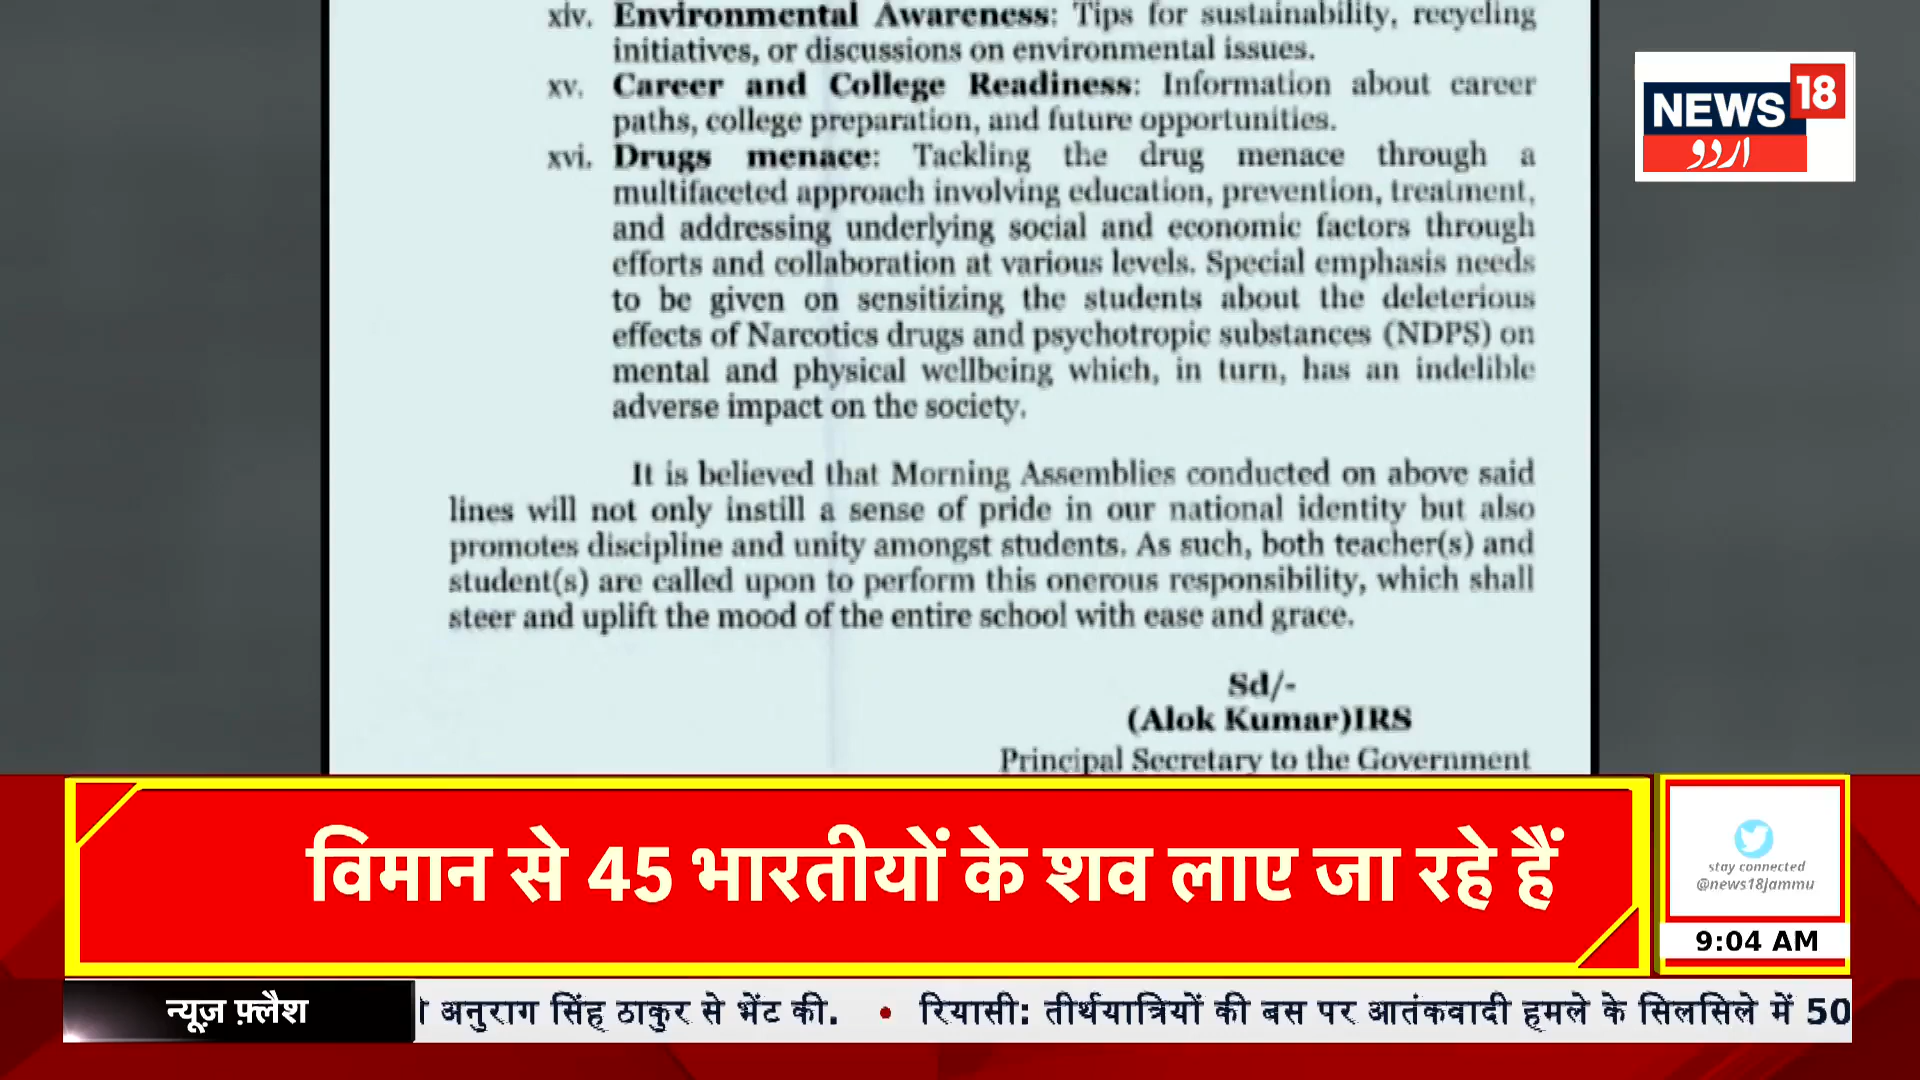 xiv. Environmental Awareness: Tips for sustainability, recycling
initiatives, or discussions on environmental issues.
xv. Career and College Readiness: Information about career
paths, college preparation, and future opportunities.
xvi. Drugs menace: Tackling the drug menace through a
multifaceted approach involving education, prevention, treatment,
and addressing underlying social and economic factors through
efforts and collaboration at various levels. Special emphasis needs
to be given on sensitizing the students about the deleterious
effects of Narcotics drugs and psychotropic substances (NDPS) on
mental and physical wellbeing which, in turn, has an indelible
adverse impact on the society.
It is believed that Morning Assemblies conducted on above said
lines will not only instill a sense of pride in our national identity but also
promotes discipline and unity amongst students. As such, both teacher(s) and
student(s) are called upon to perform this onerous responsibility, which shall
steer and uplift the mood of the entire school with ease and grace.
Sd/-
(Alok Kumar)IRS
Principal Secretary to the Government
NEWS 18
اردو
विमान से 45 भारतीयों के शव लाए जा रहे हैं
stay connected
@news18jammu
9:04 AM
न्यूज़ फ़्लैश
अनुराग सिंह ठाकुर से भेंट की. • रियासी: तीर्थयात्रियों की बस पर आतंकवादी हमले के सिलसिले में 50